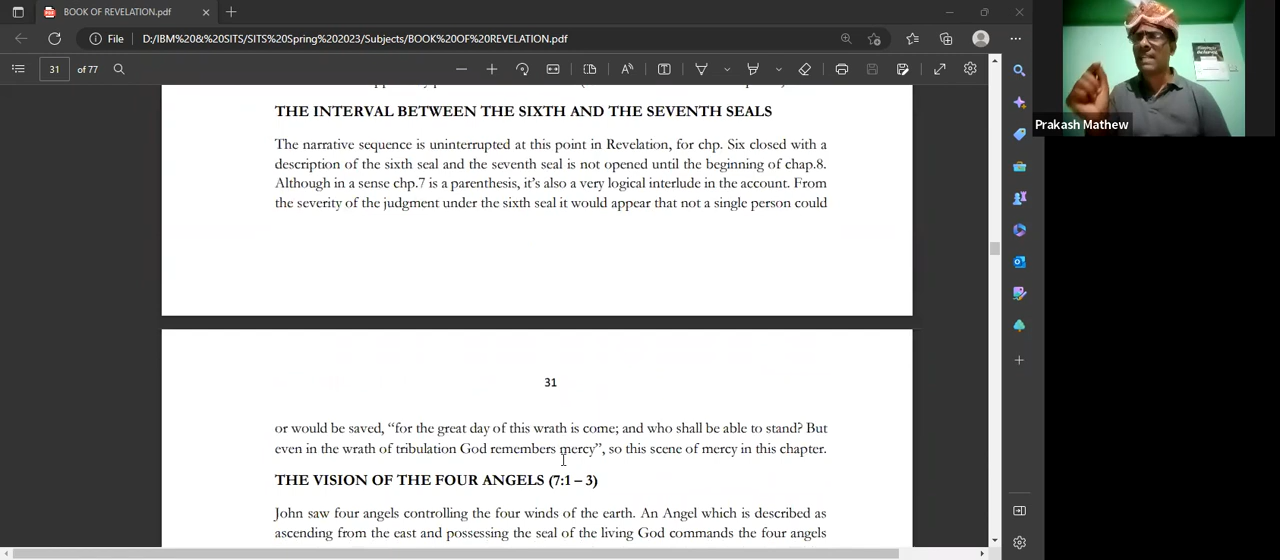 BOOK OF REVELATION.pdf
File
D:/IBM%20&%20SITS/SITS%20Spring%202023/Subjects/BOOK%20OF%20REVELATION.pdf
31 of 77
THE INTERVAL BETWEEN THE SIXTH AND THE SEVENTH SEALS
The narrative sequence is uninterrupted at this point in Revelation, for chp. Six closed with a
description of the sixth seal and the seventh seal is not opened until the beginning of chap.8.
Although in a sense chp.7 is a parenthesis, it's also a very logical interlude in the account. From
the severity of the judgment under the sixth seal it would appear that not a single person could
31
or would be saved, “for the great day of this wrath is come; and who shall be able to stand? But
even in the wrath of tribulation God remembers mercy”, so this scene of mercy in this chapter.
THE VISION OF THE FOUR ANGELS (7:1 – 3)
John saw four angels controlling the four winds of the earth. An Angel which is described as
ascending from the east and possessing the seal of the living God commands the four angels
Prakash Mathew